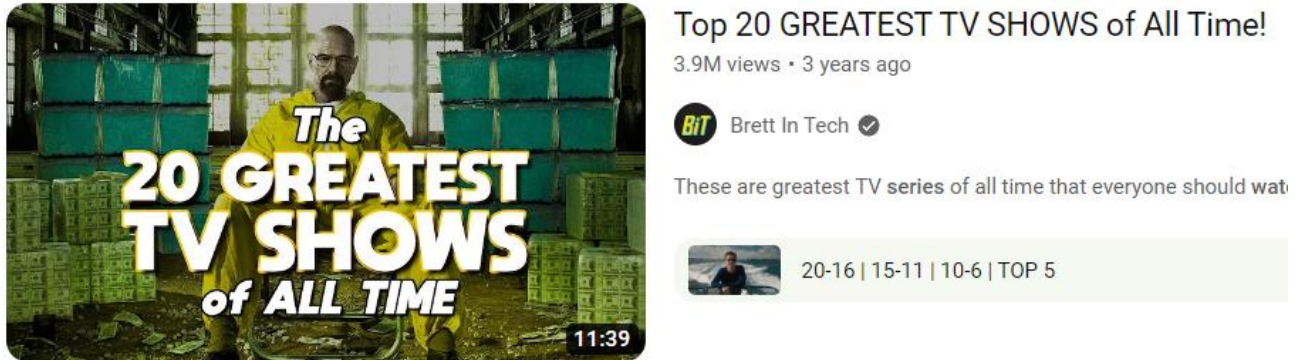 The
20 GREATEST
TV SHOWS
of ALL TIME
11:39
Top 20 GREATEST TV SHOWS of All Time!
3.9M views • 3 years ago
BiT
Brett In Tech
These are greatest TV series of all time that everyone should
20-16 | 15-11 | 10-6 | TOP 5